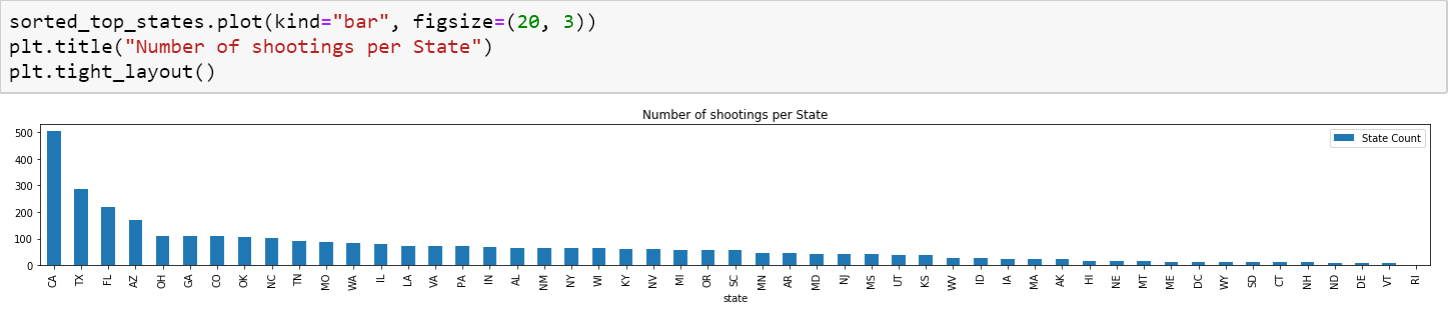 sorted_top_states.plot(kind="bar", figsize=(20, 3))
plt.title("Number of shootings per State")
plt.tight_layout()
Number of shootings per State
500
400
300
200
100
0
State Count
CA TX FL AZ OH GA CO OK NC TN MO WA IL LA VA PA IN AL NM NY WI KY NV MI OR SC MN AR MD NJ MS UT KS WV ID IA MA AK HI NE MT ME DC WY SD CT NH ND DE VT RI
state